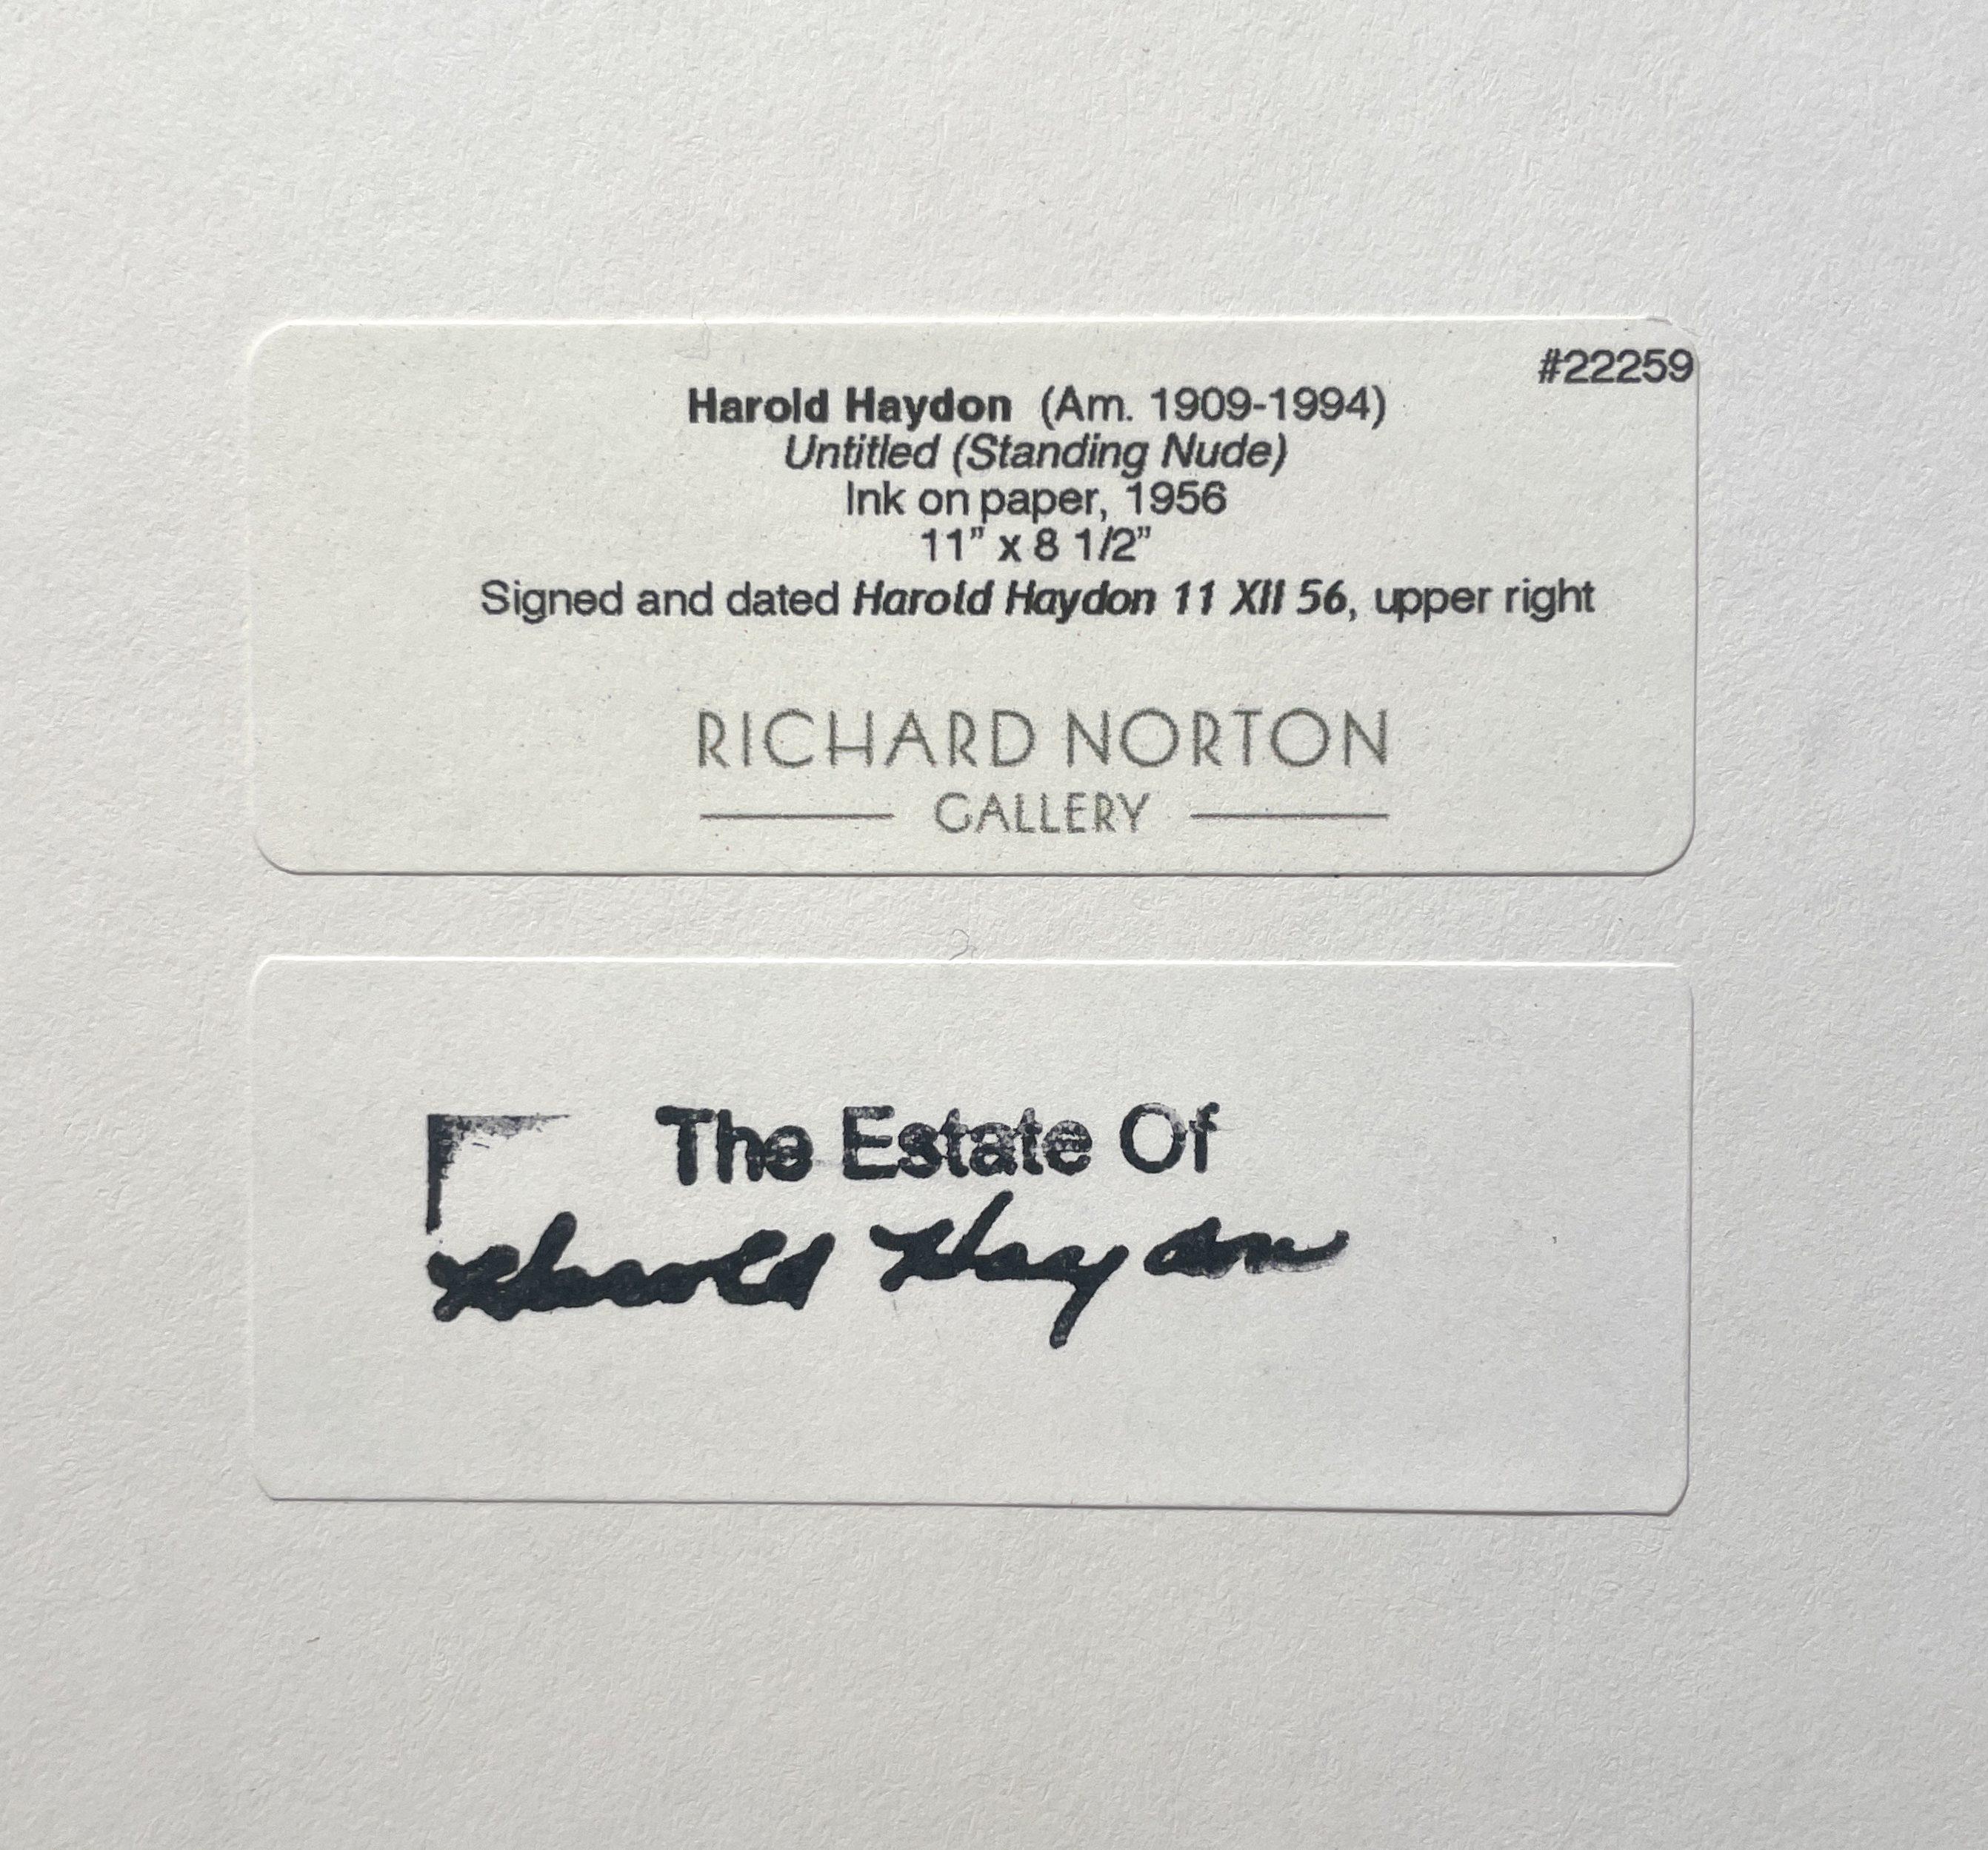 #22259
Harold Haydon (Am. 1909-1994)
Untitled (Standing Nude)
Ink on paper, 1956
11” x 8 1/2”
Signed and dated Harold Haydon 11 XII 56, upper right
RICHARD NORTON
GALLERY
The Estate Of
Harold Haydon